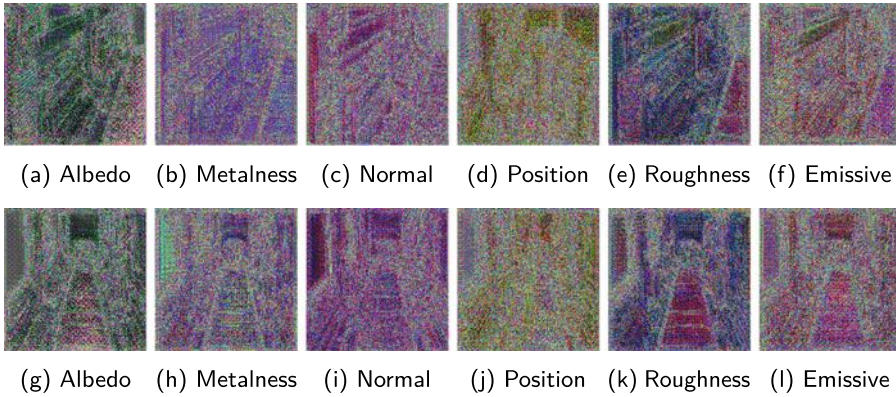 (a) Albedo (b) Metalness (c) Normal (d) Position (e) Roughness (f) Emissive
(g) Albedo (h) Metalness (i) Normal (j) Position (k) Roughness (l) Emissive